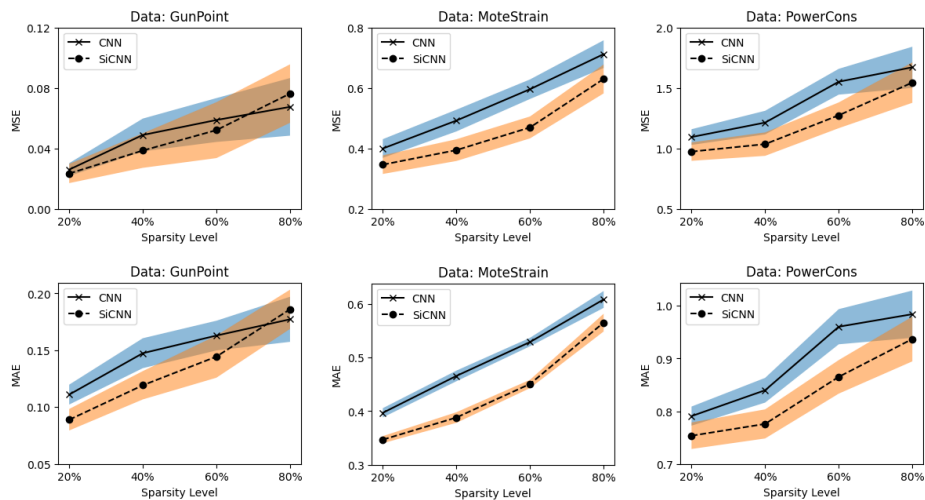 Data: GunPoint
0.12
0.08
0.04
0.00
MSE
CNN
SiCNN
20% 40% 60% 80%
Sparsity Level
Data: MoteStrain
0.8
0.6
0.4
0.2
MSE
CNN
SiCNN
20% 40% 60% 80%
Sparsity Level
Data: PowerCons
2.0
1.5
1.0
0.5
MSE
CNN
SiCNN
20% 40% 60% 80%
Sparsity Level
Data: GunPoint
0.20
0.15
0.10
0.05
MAE
CNN
SiCNN
20% 40% 60% 80%
Sparsity Level
Data: MoteStrain
0.6
0.5
0.4
0.3
MAE
CNN
SiCNN
20% 40% 60% 80%
Sparsity Level
Data: PowerCons
1.0
0.9
0.8
0.7
MAE
CNN
SiCNN
20% 40% 60% 80%
Sparsity Level